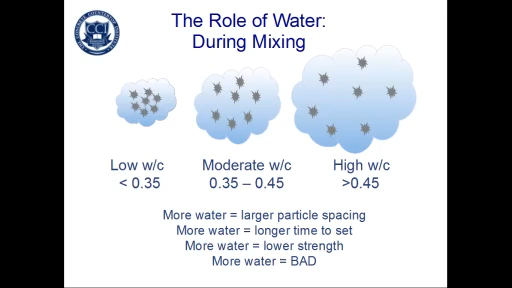 The Role of Water:
During Mixing
CCI
Low w/c
< 0.35
Moderate w/c
0.35 – 0.45
High w/c
>0.45
More water = larger particle spacing
More water = longer time to set
More water = lower strength
More water = BAD